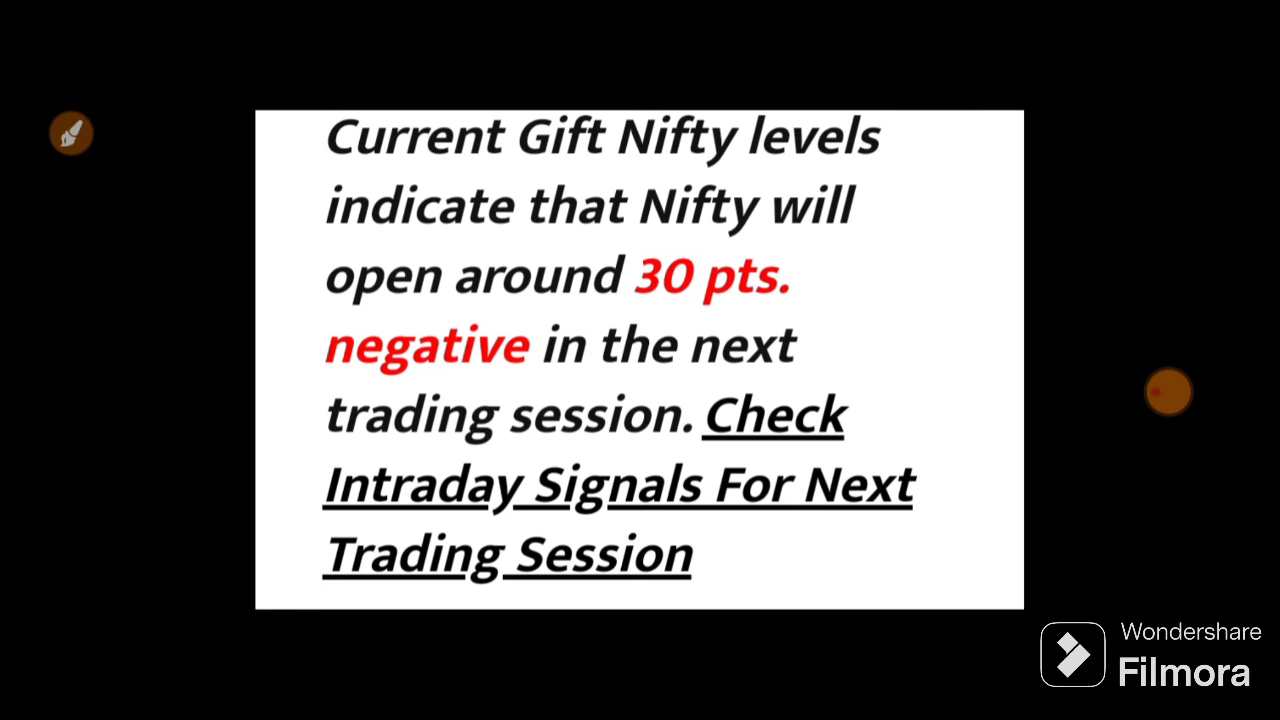 Current Gift Nifty levels
indicate that Nifty will
open around 30 pts.
negative in the next
trading session. Check
Intraday Signals For Next
Trading Session
Wondershare
Filmora